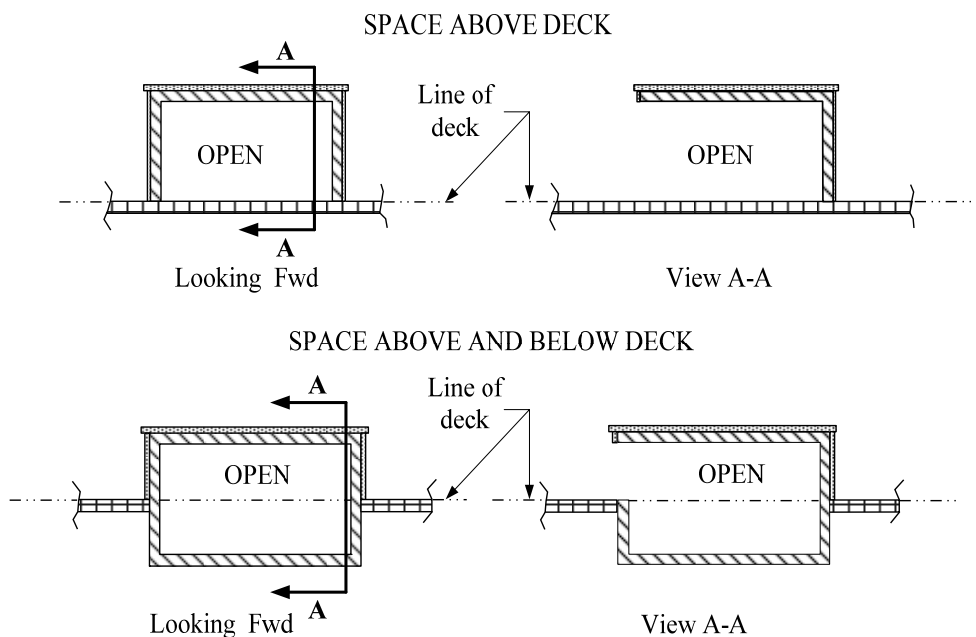 SPACE ABOVE DECK
A
Line of
deck
OPEN
OPEN
A
Looking Fwd
View A-A
SPACE ABOVE AND BELOW DECK
A
Line of
deck
OPEN
OPEN
A
Looking Fwd
View A-A